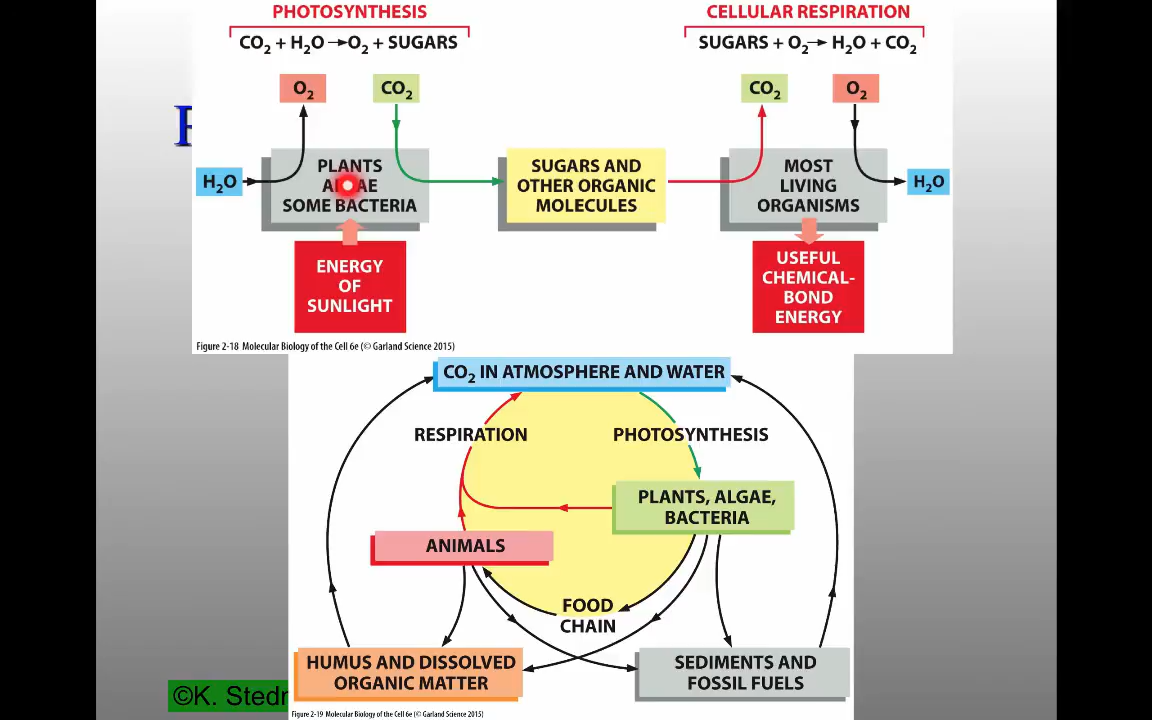 PHOTOSYNTHESIS
CO2 + H2O → O2 + SUGARS
CELLULAR RESPIRATION
SUGARS + O2 → H2O + CO2
O2
CO2
CO2
O2
H2O
PLANTS
ALGAE
SOME BACTERIA
SUGARS AND
OTHER ORGANIC
MOLECULES
MOST
LIVING
ORGANISMS
H2O
ENERGY
OF
SUNLIGHT
USEFUL
CHEMICAL-
BOND
ENERGY
Figure 2-18 Molecular Biology of the Cell 6e (© Garland Science 2015)
CO2 IN ATMOSPHERE AND WATER
RESPIRATION
PHOTOSYNTHESIS
PLANTS, ALGAE,
BACTERIA
ANIMALS
FOOD
CHAIN
HUMUS AND DISSOLVED
ORGANIC MATTER
SEDIMENTS AND
FOSSIL FUELS
©K. Stedr
Figure 2-19 Molecular Biology of the Cell 6e (© Garland Science 2015)